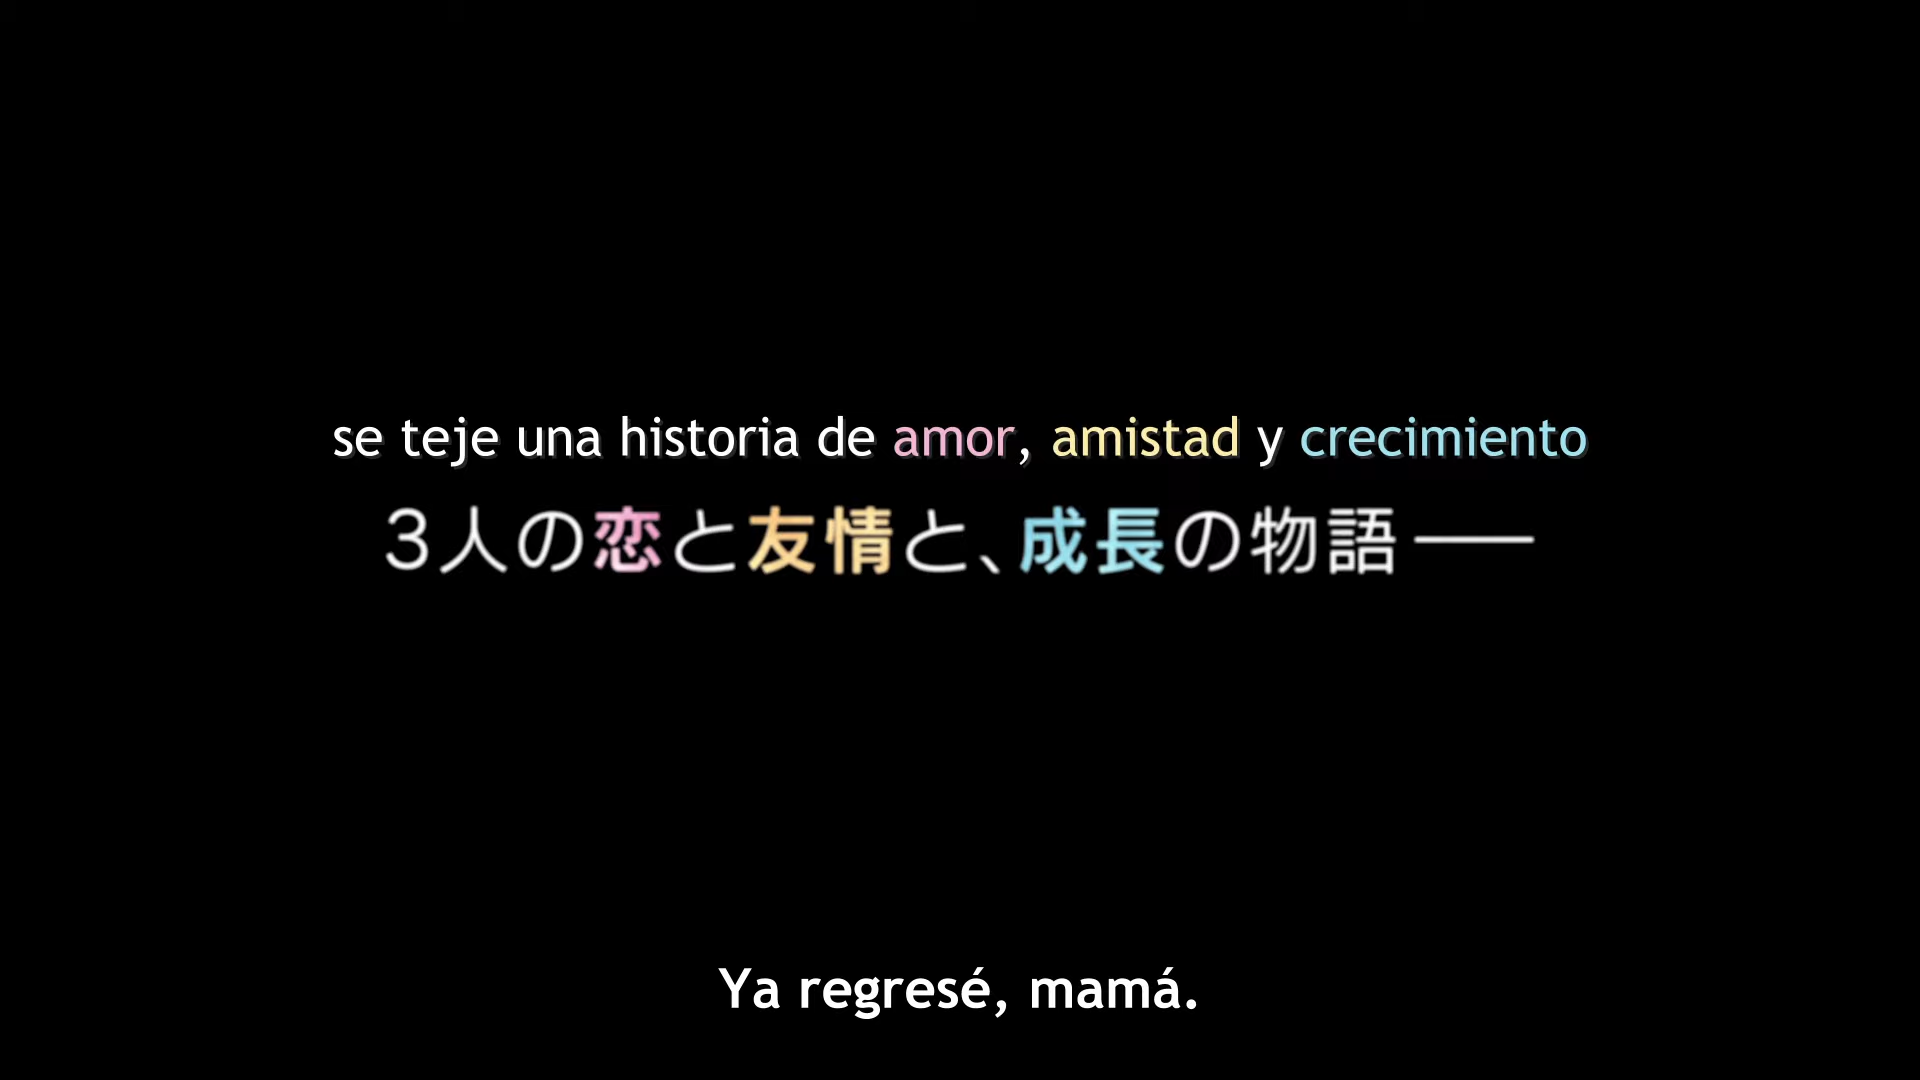 se teje una historia de amor, amistad y crecimiento
3人の恋と友情と、成長の物語──
Ya regresé, mamá.